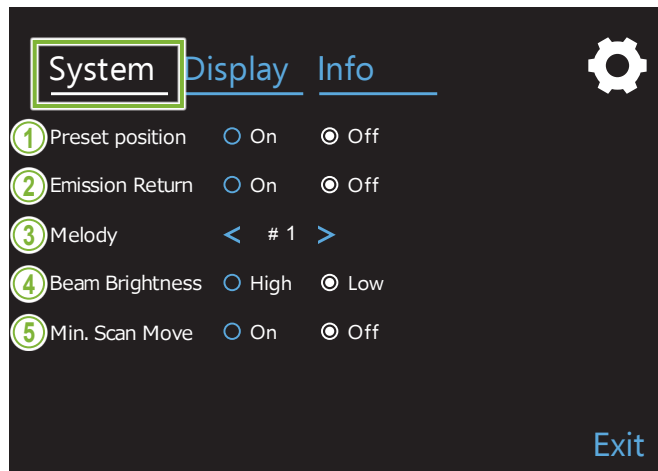 System Display Info
1 Preset position On Off
2 Emission Return On Off
3 Melody < # 1 >
4 Beam Brightness High Low
5 Min. Scan Move On Off
Exit